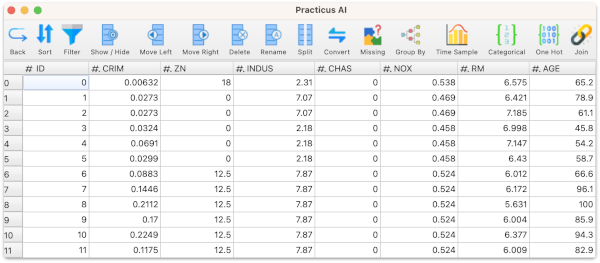 Practicus AI
Back Sort Filter Show / Hide Move Left Move Right Delete Rename Split Convert Missing Group By Time Sample Categorical One Hot Join
#. ID #. CRIM #. ZN #. INDUS #. CHAS #. NOX #. RM #. AGE
0 0 0.00632 18 2.31 0 0.538 6.575 65.2
1 1 0.0273 0 7.07 0 0.469 6.421 78.9
2 2 0.0273 0 7.07 0 0.469 7.185 61.1
3 3 0.0324 0 2.18 0 0.458 6.998 45.8
4 4 0.0691 0 2.18 0 0.458 7.147 54.2
5 5 0.0299 0 2.18 0 0.458 6.43 58.7
6 6 0.0883 12.5 7.87 0 0.524 6.012 66.6
7 7 0.1446 12.5 7.87 0 0.524 6.172 96.1
8 8 0.2112 12.5 7.87 0 0.524 5.631 100
9 9 0.17 12.5 7.87 0 0.524 6.004 85.9
10 10 0.2249 12.5 7.87 0 0.524 6.377 94.3
11 11 0.1175 12.5 7.87 0 0.524 6.009 82.9